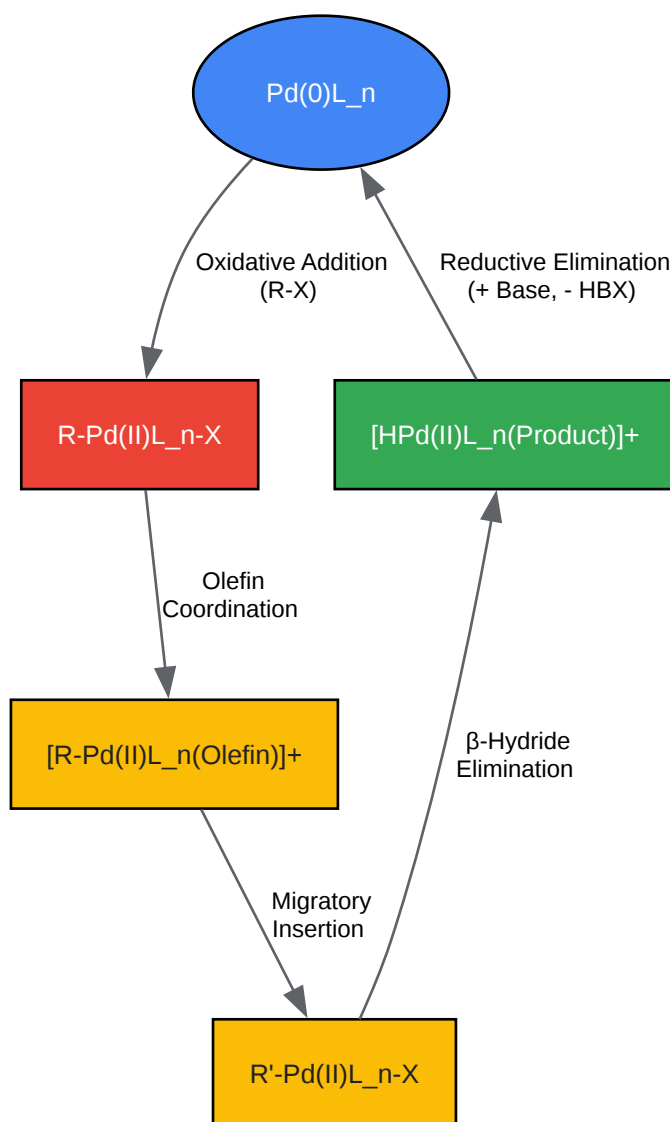 Pd(0)L_n
Oxidative Addition
(R-X)
Reductive Elimination
(+ Base, - HBX)
R-Pd(II)L_n-X
[HPd(II)L_n(Product)]+
Olefin
Coordination
[R-Pd(II)L_n(Olefin)]+
β-Hydride
Elimination
Migratory
Insertion
R'-Pd(II)L_n-X